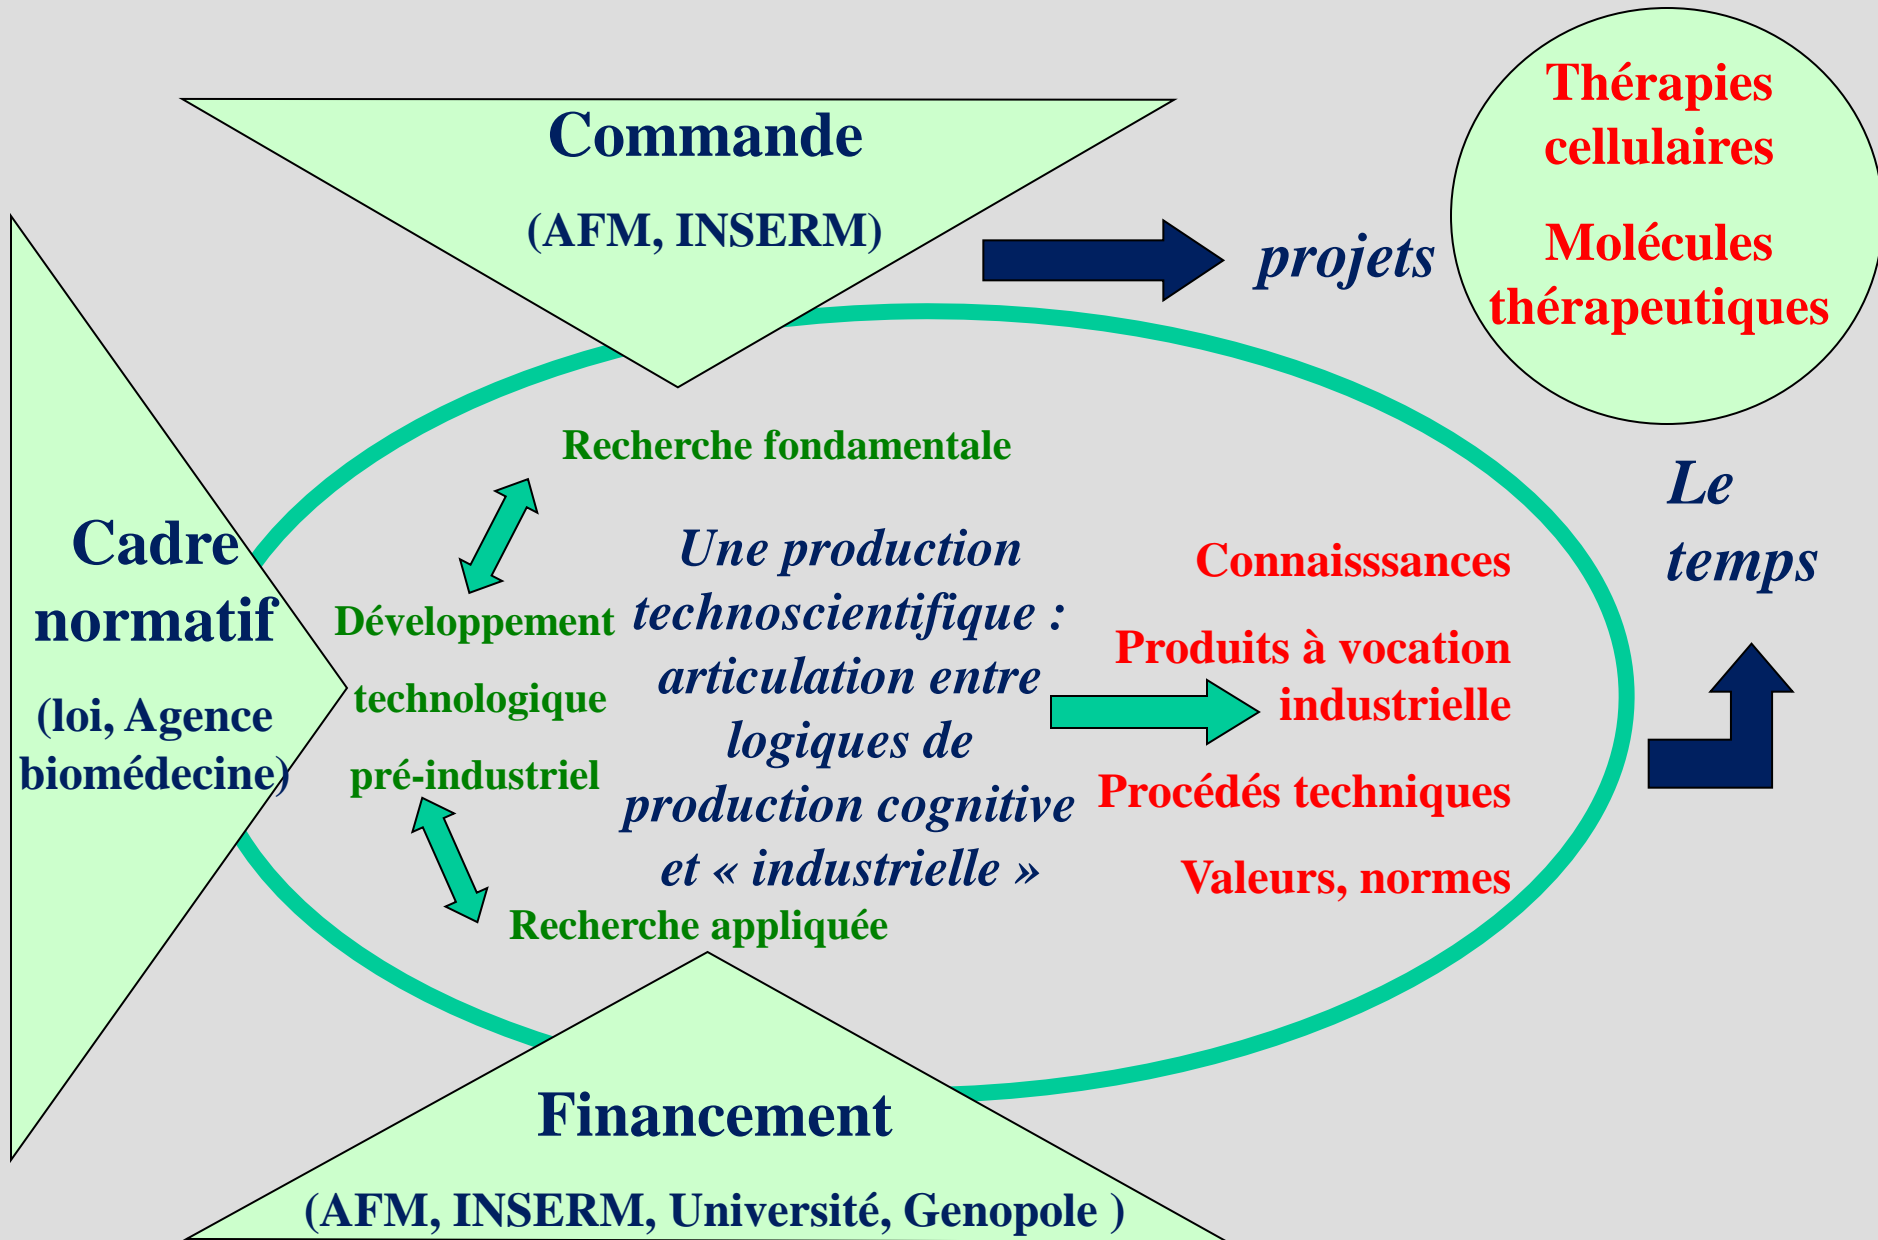 Commande
(AFM, INSERM)
projets
Thérapies
cellulaires
Molécules
thérapeutiques
Le
temps
Cadre
normatif
(loi, Agence
biomédecine)
Recherche fondamentale
Développement
technologique
pré-industriel
Recherche appliquée
Une production
technoscientifique :
articulation entre
logiques de
production cognitive
et « industrielle »
Connaisssances
Produits à vocation
industrielle
Procédés techniques
Valeurs, normes
Financement
(AFM, INSERM, Université, Genopole )